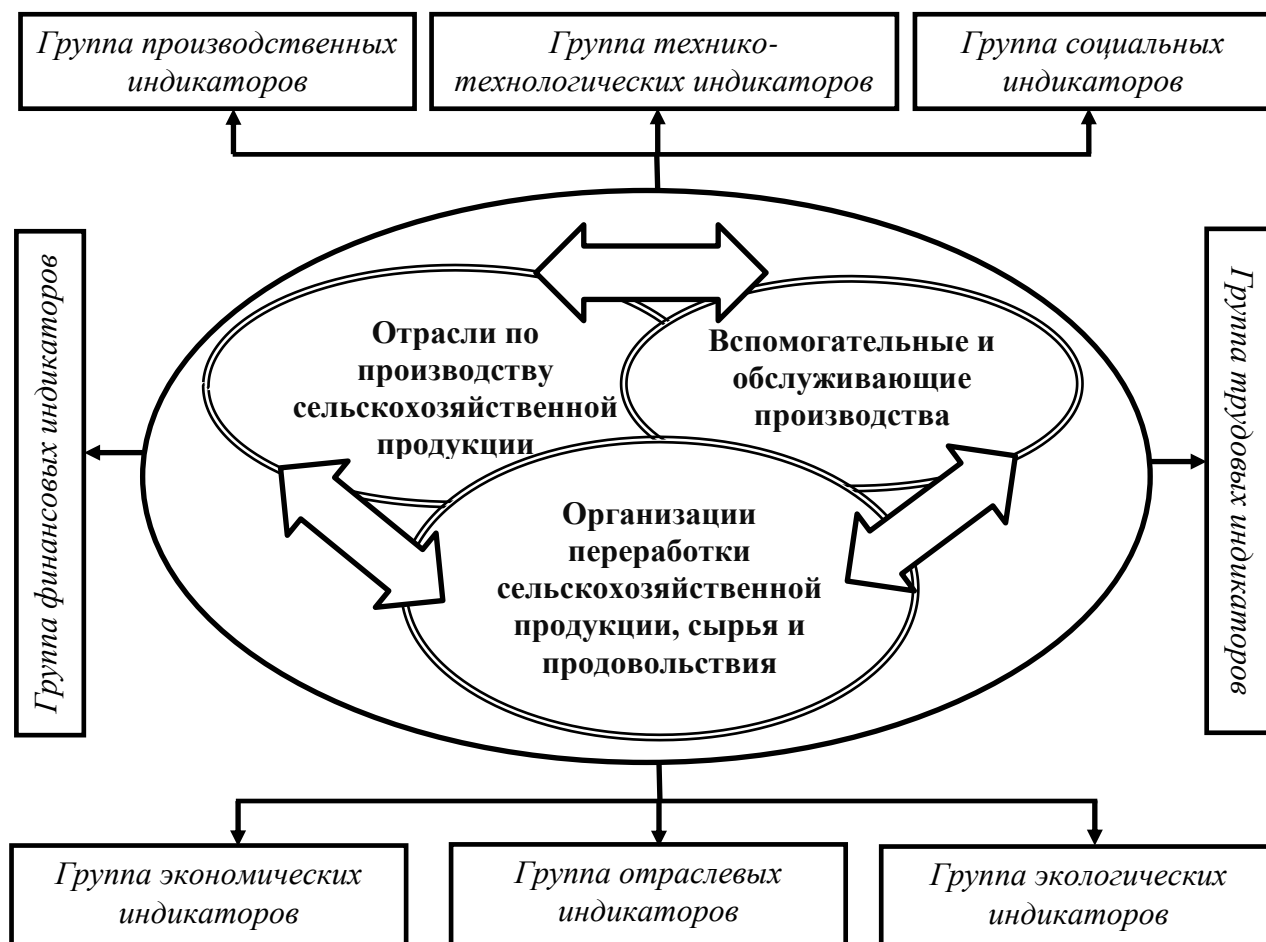 Группа производственных
индикаторов
Группа технико-
технологических индикаторов
Группа социальных
индикаторов
Группа финансовых индикаторов
Отрасли по
производству
сельскохозяйственной
продукции
Вспомогательные и
обслуживающие
производства
Организации
переработки
сельскохозяйственной
продукции, сырья и
продовольствия
Группа трудовых индикаторов
Группа экономических
индикаторов
Группа отраслевых
индикаторов
Группа экологических
индикаторов